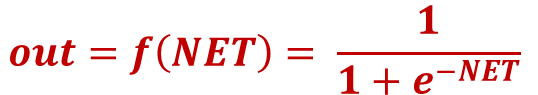 out = f(NET) = 1 / (1 + e^{-NET})